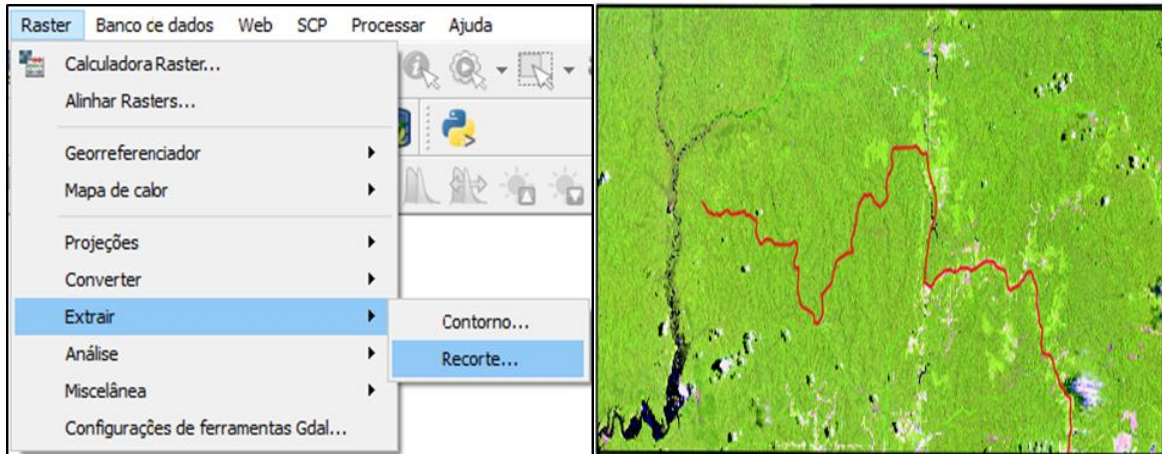 Raster Banco de dados Web SCP Processar Ajuda
Calculadora Raster...
Alinhar Rasters...
Georreferenciador
Mapa de calor
Projeções
Converter
Extrair
Contorno...
Análise
Recorte...
Miscelânea
Configurações de ferramentas Gdal...